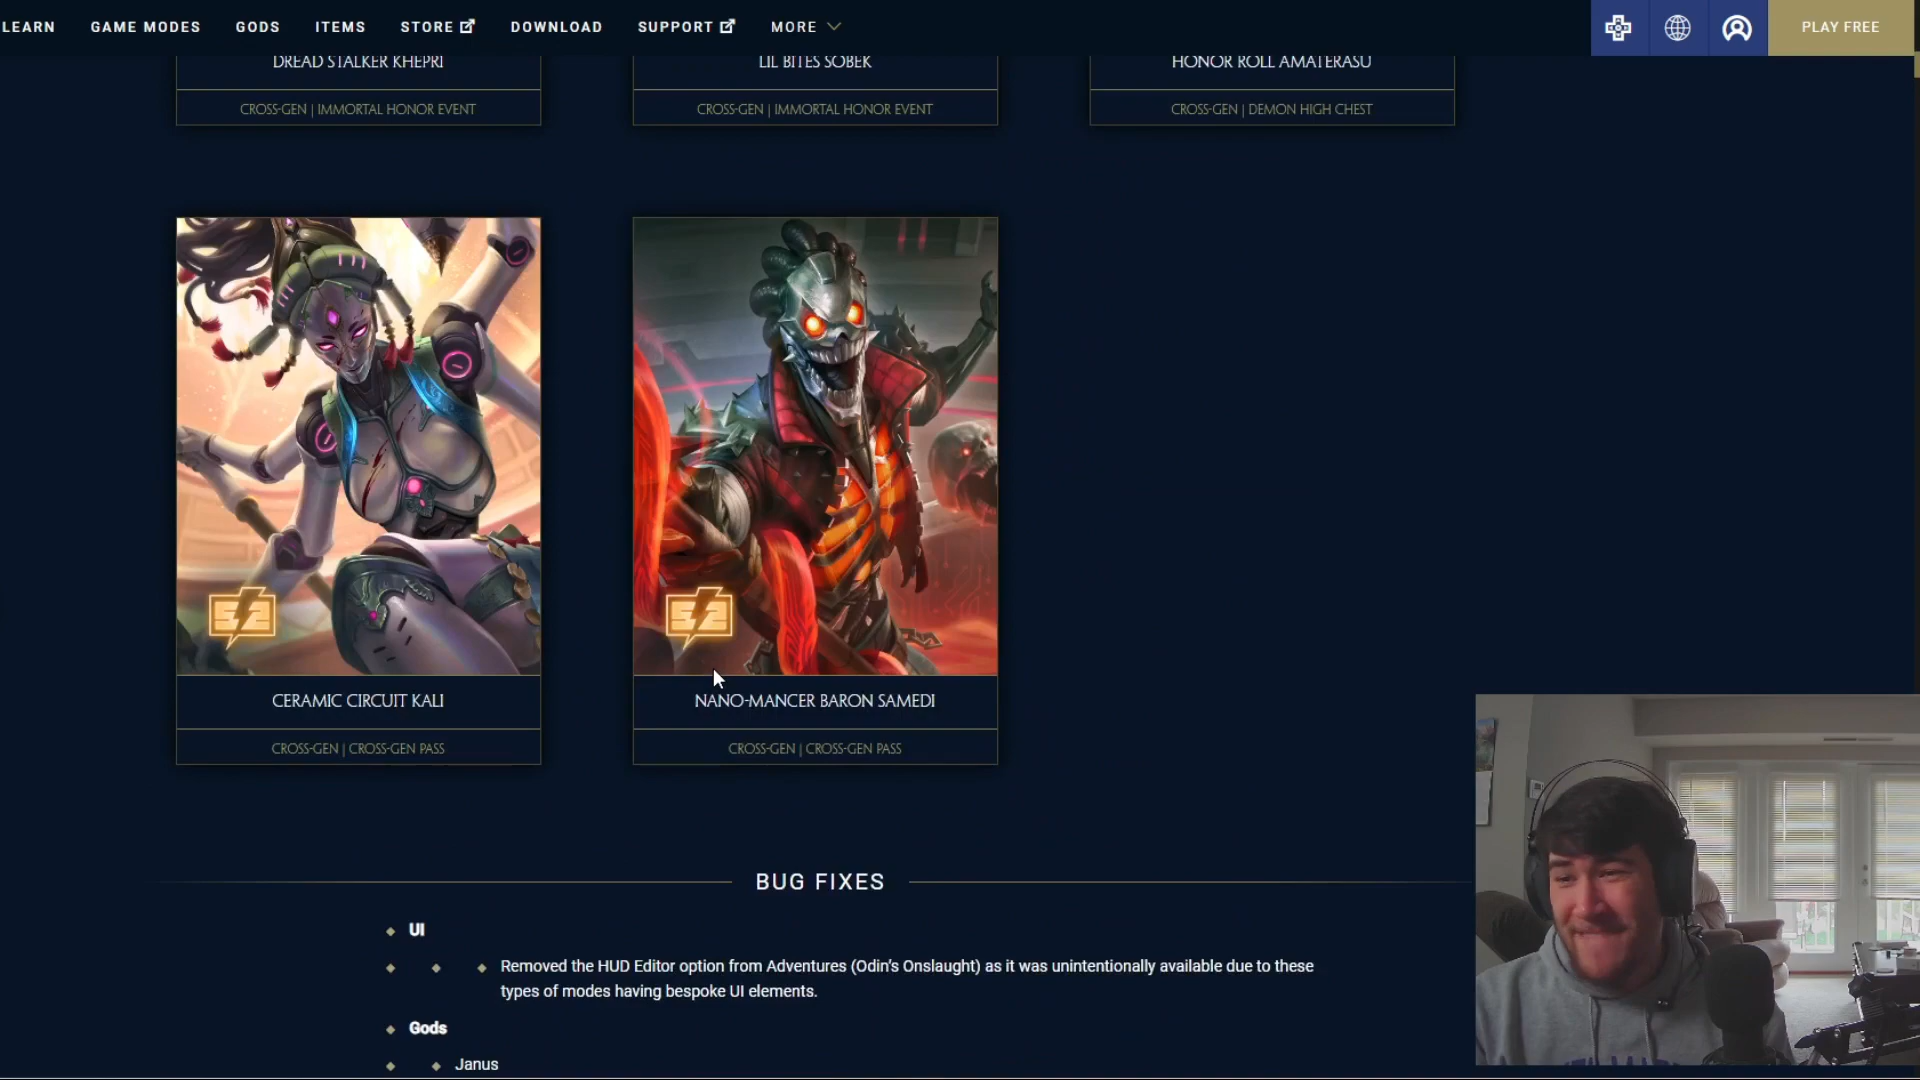 LEARN GAME MODES GODS ITEMS STORE DOWNLOAD SUPPORT MORE PLAY FREE
DREAD STALKER KHEPRI LIL BITES SOBEK HONOR ROLL AMATERASU
CROSS-GEN | IMMORTAL HONOR EVENT CROSS-GEN | IMMORTAL HONOR EVENT CROSS-GEN | DEMON HIGH CHEST
S2 S2
CERAMIC CIRCUIT KALI NANO-MANCER BARON SAMEDI
CROSS-GEN | CROSS-GEN PASS CROSS-GEN | CROSS-GEN PASS
BUG FIXES
UI
Removed the HUD Editor option from Adventures (Odin's Onslaught) as it was unintentionally available due to these
types of modes having bespoke UI elements.
Gods
Janus